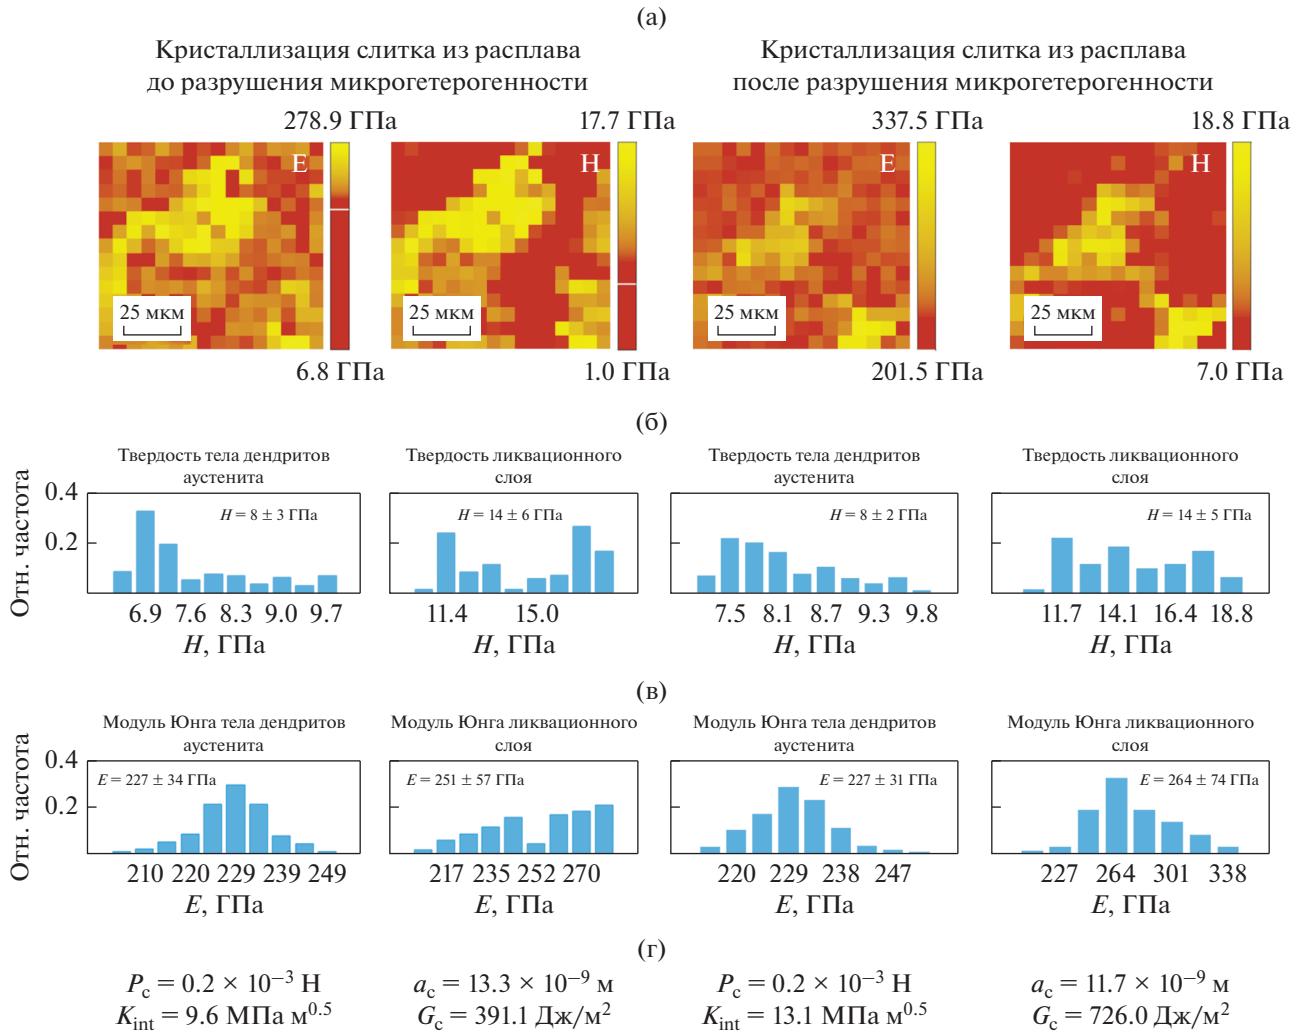 (а)
Кристаллизация слитка из расплава
до разрушения микрогетерогенности
Кристаллизация слитка из расплава
после разрушения микрогетерогенности
278.9 ГПа
17.7 ГПа
337.5 ГПа
18.8 ГПа
E
H
E
H
25 мкм
25 мкм
25 мкм
25 мкм
6.8 ГПа
1.0 ГПа
201.5 ГПа
7.0 ГПа
(б)
Твердость тела дендритов
аустенита
Твердость ликвационного
слоя
Твердость тела дендритов
аустенита
Твердость ликвационного
слоя
Отн. частота
0.4
0.2
H = 8 ± 3 ГПа
H = 14 ± 6 ГПа
H = 8 ± 2 ГПа
H = 14 ± 5 ГПа
6.9 7.6 8.3 9.0 9.7
11.4 15.0
7.5 8.1 8.7 9.3 9.8
11.7 14.1 16.4 18.8
H, ГПа
H, ГПа
H, ГПа
H, ГПа
(в)
Модуль Юнга тела дендритов
аустенита
Модуль Юнга ликвационного
слоя
Модуль Юнга тела дендритов
аустенита
Модуль Юнга ликвационного
слоя
Отн. частота
0.4
0.2
E = 227 ± 34 ГПа
E = 251 ± 57 ГПа
E = 227 ± 31 ГПа
E = 264 ± 74 ГПа
210 220 229 239 249
217 235 252 270
220 229 238 247
227 264 301 338
E, ГПа
E, ГПа
E, ГПа
E, ГПа
(г)
P_c = 0.2 × 10⁻³ Н
K_int = 9.6 МПа м^0.5
a_c = 13.3 × 10⁻⁹ м
G_c = 391.1 Дж/м²
P_c = 0.2 × 10⁻³ Н
K_int = 13.1 МПа м^0.5
a_c = 11.7 × 10⁻⁹ м
G_c = 726.0 Дж/м²